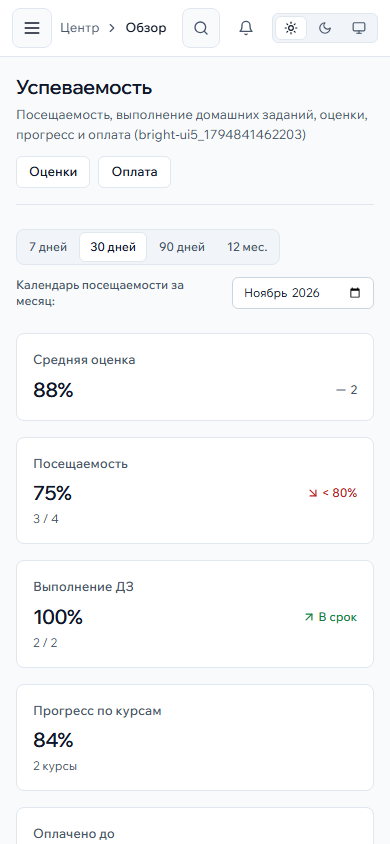 Центр > Обзор
Успеваемость
Посещаемость, выполнение домашних заданий, оценки,
прогресс и оплата (bright-ui5_1794841462203)
Оценки Оплата
7 дней 30 дней 90 дней 12 мес.
Календарь посещаемости за
месяц:
Ноябрь 2026
Средняя оценка
88% — 2
Посещаемость
75% ↘ < 80%
3 / 4
Выполнение ДЗ
100% ↗ В срок
2 / 2
Прогресс по курсам
84%
2 курсы
Оплачено до